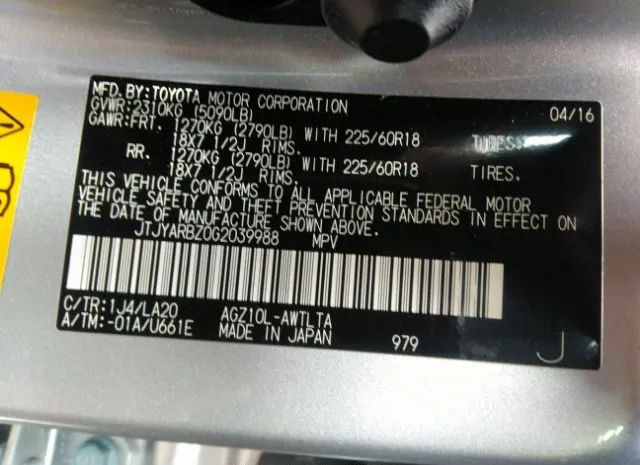 MFD. BY:TOYOTA MOTOR CORPORATION 04/16
GVWR:2310KG (5090LB)
GAWR:FRT. 1270KG (2790LB) WITH 225/60R18 TIRES.
18X7 1/2J RIMS.
RR. 1270KG (2790LB) WITH 225/60R18 TIRES.
18X7 1/2J RIMS.
THIS VEHICLE CONFORMS TO ALL APPLICABLE FEDERAL MOTOR
VEHICLE SAFETY AND THEFT PREVENTION STANDARDS IN EFFECT ON
THE DATE OF MANUFACTURE SHOWN ABOVE.
JTJYARBZ0G2039988 MPV
C/TR:1J4/LA20 AGZ10L-AWTLTA
A/TM:-01A/U661E MADE IN JAPAN 979
J